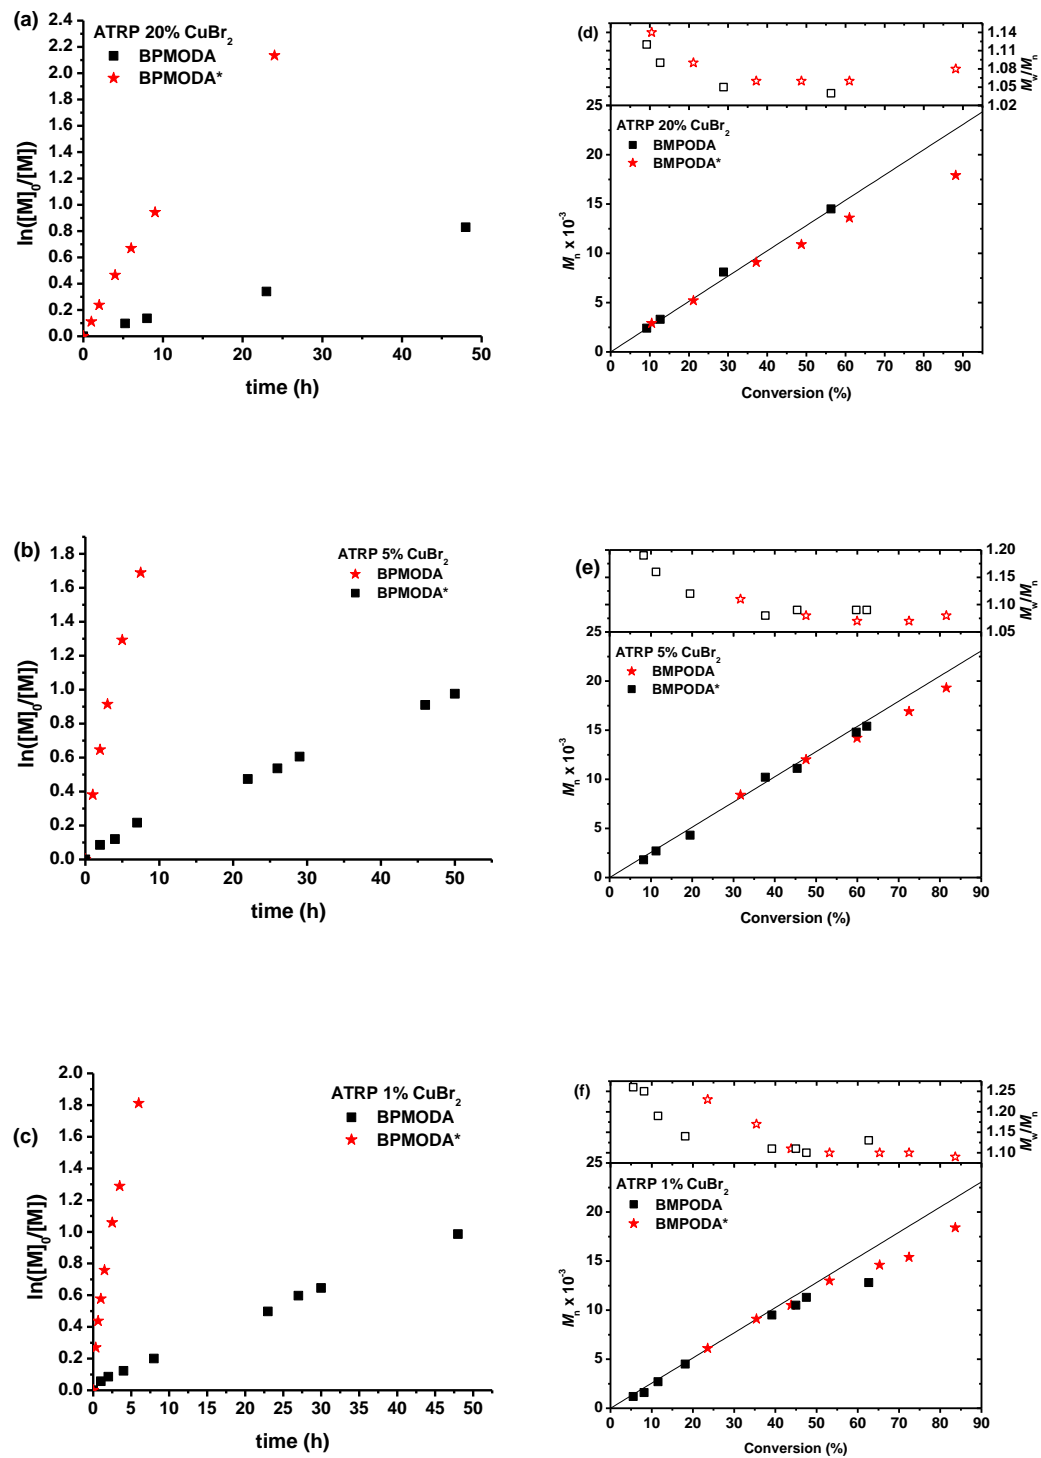 (a)
ATRP 20% CuBr2
BPMODA
BPMODA*
ln([M]0/[M])
2.4
2.2
2.0
1.8
1.6
1.4
1.2
1.0
0.8
0.6
0.4
0.2
0.0
0 10 20 30 40 50
time (h)
(d)
1.14
1.11
1.08
1.05
1.02
Mw/Mn
ATRP 20% CuBr2
BMPODA
BMPODA*
Mn x 10-3
25
20
15
10
5
0
0 10 20 30 40 50 60 70 80 90
Conversion (%)
(b)
ATRP 5% CuBr2
BPMODA
BPMODA*
ln([M]0/[M])
1.8
1.6
1.4
1.2
1.0
0.8
0.6
0.4
0.2
0.0
0 10 20 30 40 50
time (h)
(e)
1.20
1.15
1.10
1.05
Mw/Mn
ATRP 5% CuBr2
BMPODA
BMPODA*
Mn x 10-3
25
20
15
10
5
0
0 10 20 30 40 50 60 70 80 90
Conversion (%)
(c)
ATRP 1% CuBr2
BPMODA
BPMODA*
ln([M]0/[M])
2.0
1.8
1.6
1.4
1.2
1.0
0.8
0.6
0.4
0.2
0.0
0 5 10 15 20 25 30 35 40 45 50
time (h)
(f)
1.25
1.20
1.15
1.10
Mw/Mn
ATRP 1% CuBr2
BMPODA
BMPODA*
Mn x 10-3
25
20
15
10
5
0
0 10 20 30 40 50 60 70 80 90
Conversion (%)